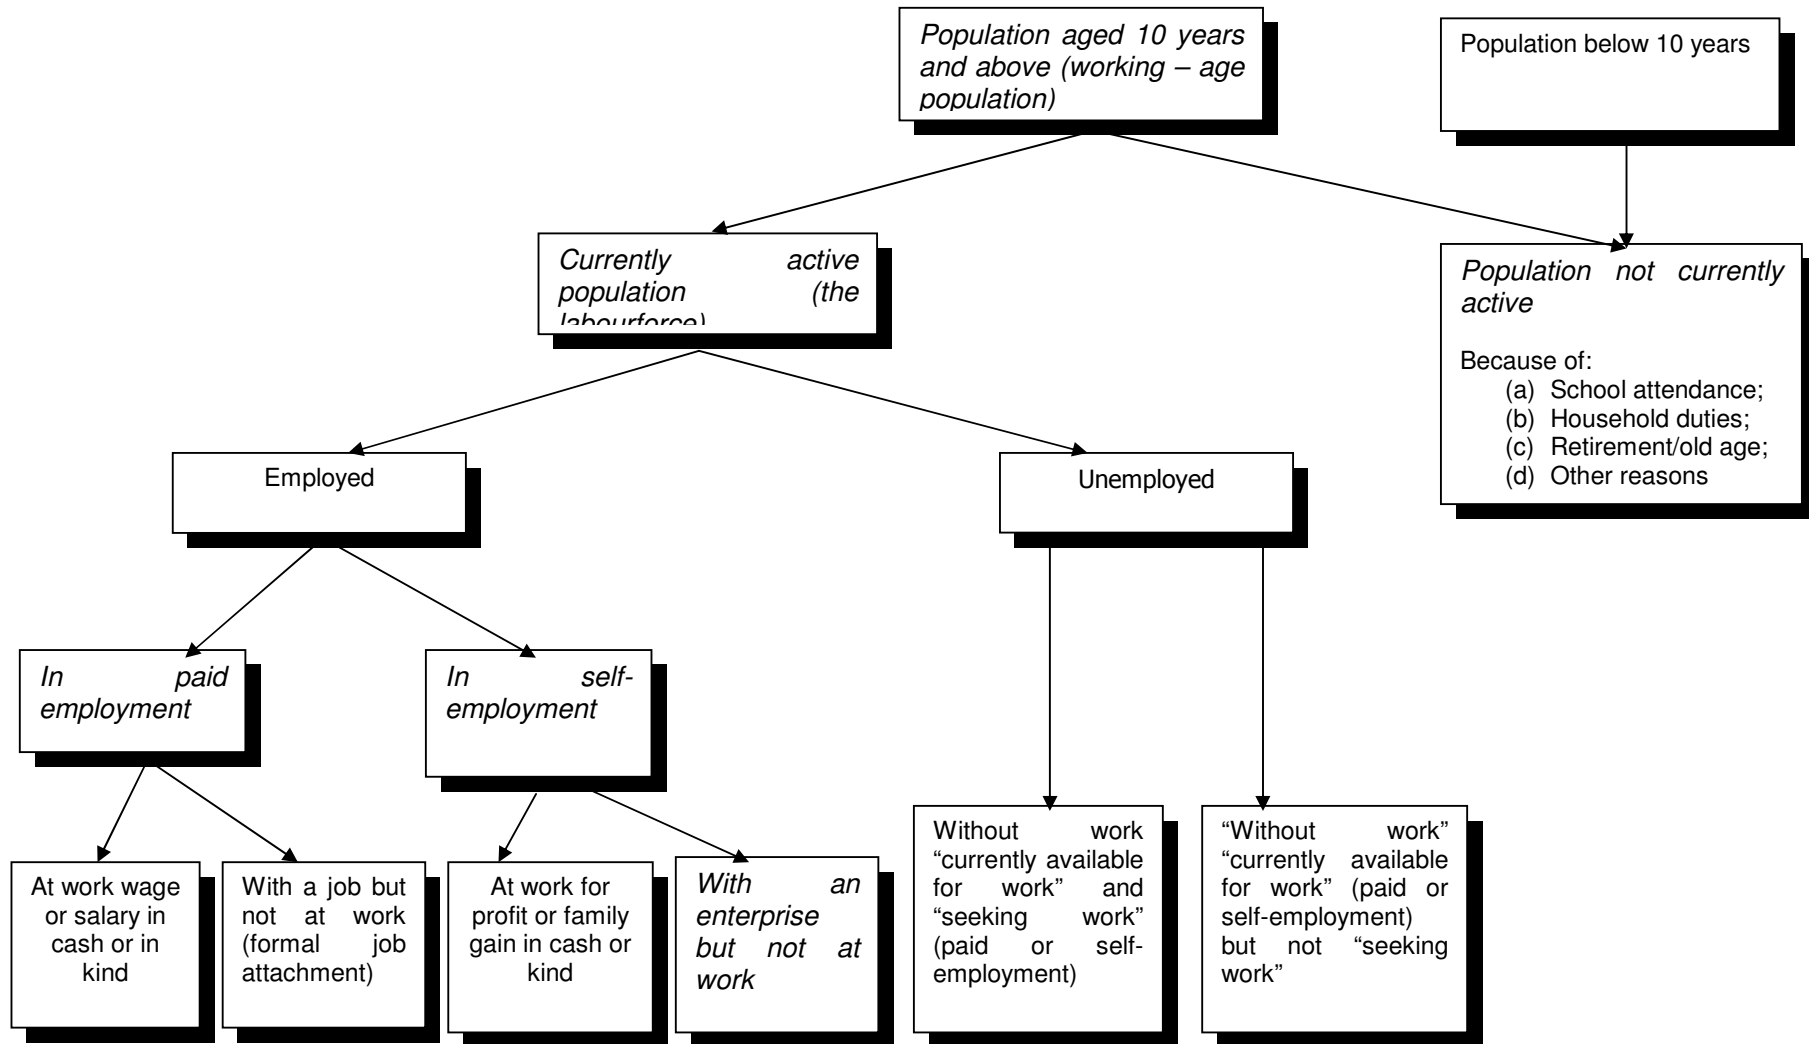 Population aged 10 years
and above (working – age
population)
Population below 10 years
Currently active
population (the
labourforce)
Population not currently
active
Because of:
(a) School attendance;
(b) Household duties;
(c) Retirement/old age;
(d) Other reasons
Employed
Unemployed
In paid
employment
In self-
employment
At work wage
or salary in
cash or in
kind
With a job but
not at work
(formal job
attachment)
At work for
profit or family
gain in cash or
kind
With an
enterprise
but not at
work
Without work
“currently available
for work” and
“seeking work”
(paid or self-
employment)
“Without work”
“currently available
for work” (paid or
self-employment)
but not “seeking
work”